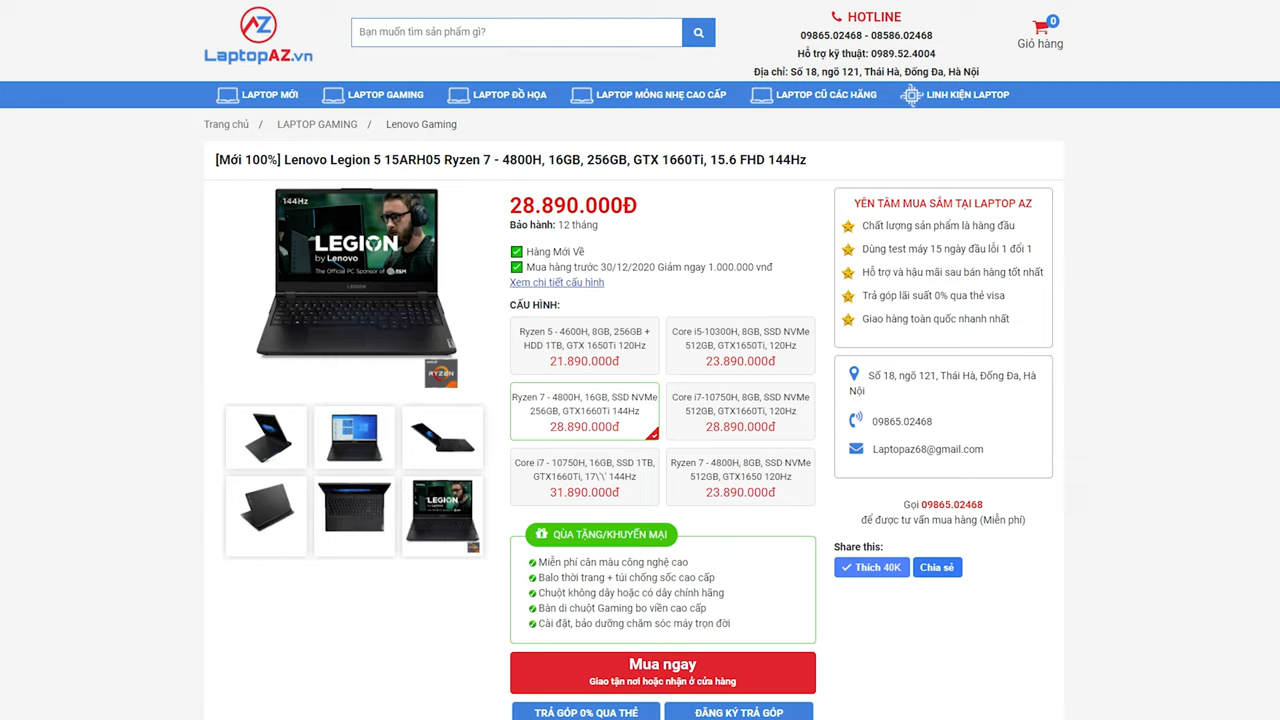 AZ
LaptopAZ.vn
Bạn muốn tìm sản phẩm gì?
HOTLINE
09865.02468 - 08586.02468
Hỗ trợ kỹ thuật: 0989.52.4004
Địa chỉ: Số 18, ngõ 121, Thái Hà, Đống Đa, Hà Nội
0
Giỏ hàng
LAPTOP MỚI
LAPTOP GAMING
LAPTOP ĐỒ HỌA
LAPTOP MỎNG NHẸ CAO CẤP
LAPTOP CŨ CÁC HÃNG
LINH KIỆN LAPTOP
Trang chủ / LAPTOP GAMING / Lenovo Gaming
[Mới 100%] Lenovo Legion 5 15ARH05 Ryzen 7 - 4800H, 16GB, 256GB, GTX 1660Ti, 15.6 FHD 144Hz
144Hz
LEGION
by Lenovo
The Official PC Sponsor of
LEGION
RYZEN
LEGION
28.890.000Đ
Bảo hành: 12 tháng
Hàng Mới Về
Mua hàng trước 30/12/2020 Giảm ngay 1.000.000 vnđ
Xem chi tiết cấu hình
CẤU HÌNH:
Ryzen 5 - 4600H, 8GB, 256GB +
HDD 1TB, GTX 1650Ti 120Hz
21.890.000đ
Core i5-10300H, 8GB, SSD NVMe
512GB, GTX1650Ti, 120Hz
23.890.000đ
Ryzen 7 - 4800H, 16GB, SSD NVMe
256GB, GTX1660Ti 144Hz
28.890.000đ
Core i7-10750H, 8GB, SSD NVMe
512GB, GTX1660Ti, 120Hz
28.890.000đ
Core i7 - 10750H, 16GB, SSD 1TB,
GTX1660Ti, 17\'\' 144Hz
31.890.000đ
Ryzen 7 - 4800H, 8GB, SSD NVMe
512GB, GTX1650 120Hz
23.890.000đ
QÙA TẶNG/KHUYẾN MẠI
Miễn phí cân màu công nghệ cao
Balo thời trang + túi chống sốc cao cấp
Chuột không dây hoặc có dây chính hãng
Bàn di chuột Gaming bo viền cao cấp
Cài đặt, bảo dưỡng chăm sóc máy trọn đời
Mua ngay
Giao tận nơi hoặc nhận ở cửa hàng
TRẢ GÓP 0% QUA THẺ
ĐĂNG KÝ TRẢ GÓP
YÊN TÂM MUA SẮM TẠI LAPTOP AZ
Chất lượng sản phẩm là hàng đầu
Dùng test máy 15 ngày đầu lỗi 1 đổi 1
Hỗ trợ và hậu mãi sau bán hàng tốt nhất
Trả góp lãi suất 0% qua thẻ visa
Giao hàng toàn quốc nhanh nhất
Số 18, ngõ 121, Thái Hà, Đống Đa, Hà
Nội
09865.02468
Laptopaz68@gmail.com
Gọi 09865.02468
để được tư vấn mua hàng (Miễn phí)
Share this:
Thích 40K
Chia sẻ